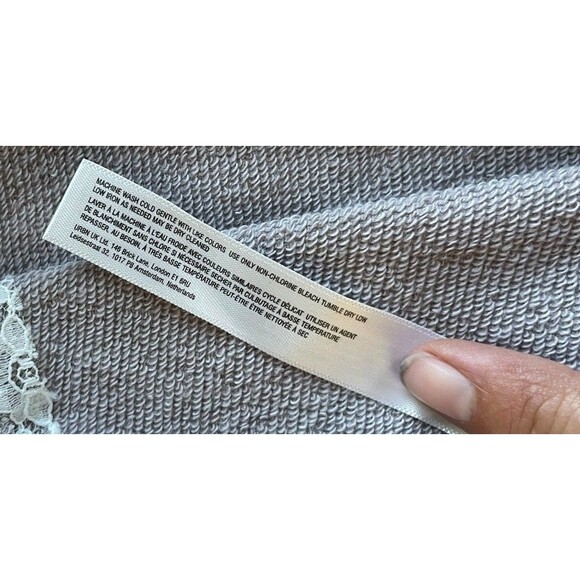 MACHINE WASH COLD GENTLE WITH LIKE COLORS USE ONLY NON-CHLORINE BLEACH TUMBLE DRY LOW
LOW IRON AS NEEDED MAY BE DRY CLEANED
LAVER À LA MACHINE À L'EAU FROIDE AVEC COULEURS SIMILAIRES CYCLE DÉLICAT UTILISER UN AGENT
DE BLANCHIMENT SANS CHLORE SI NÉCESSAIRE SÉCHER PAR CULBUTAGE À BASSE TEMPÉRATURE
REPASSER. AU BESOIN. À TRÈS BASSE TEMPÉRATURE PEUT-ÊTRE ÊTRE NETTOYÉE À SEC
URBN UK Ltd. 146 Brick Lane, London E1 6RU
Leidsestraat 32, 1017 PB Amsterdam, Netherlands